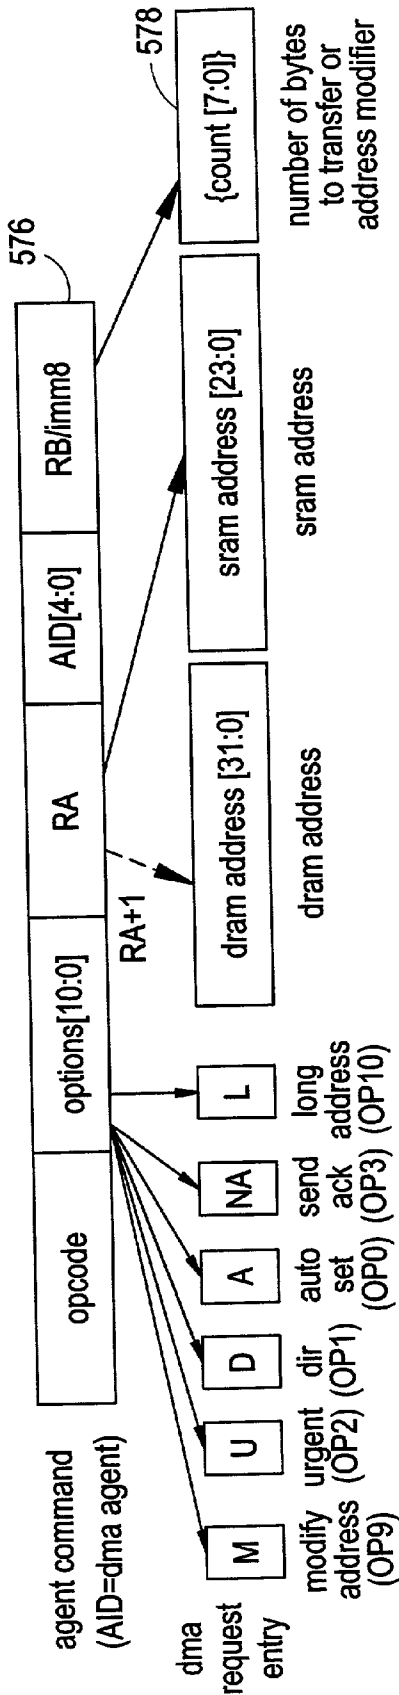 agent command
(AID=dma agent)
opcode
options[10:0]
RA
AID[4:0]
RB/imm8
576
RA+1
dma
request
entry
M
U
D
A
NA
L
dram address [31:0]
sram address [23:0]
{count [7:0]}
578
modify
address
(OP9)
urgent
(OP2)
dir
(OP1)
auto
set
(OP0)
send
ack
(OP3)
long
address
(OP10)
dram address
sram address
number of bytes
to transfer or
address modifier